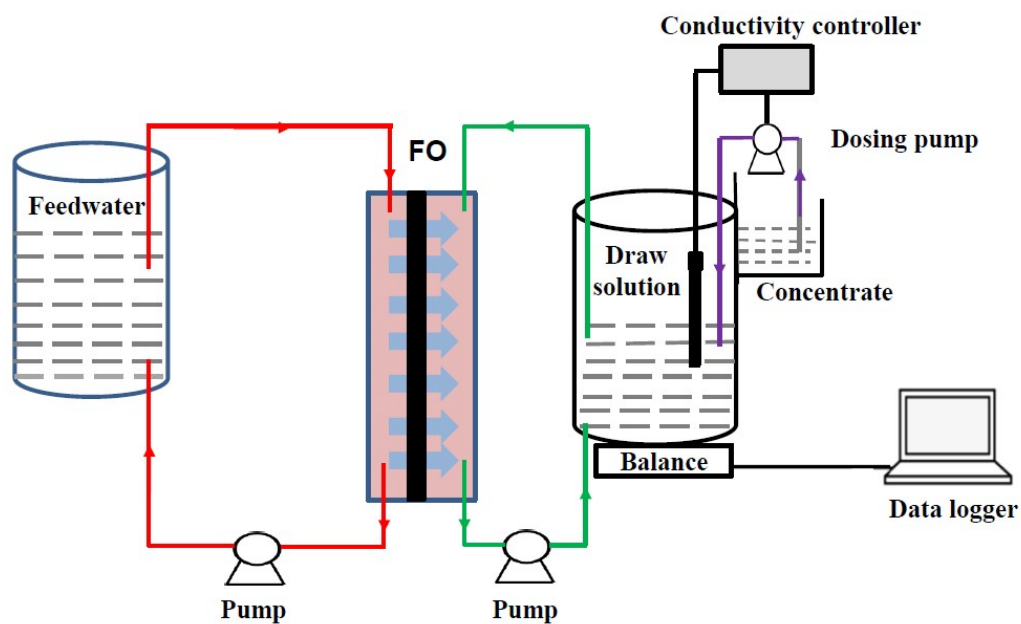 Conductivity controller
Dosing pump
FO
Feedwater
Draw
solution
Concentrate
Balance
Data logger
Pump
Pump